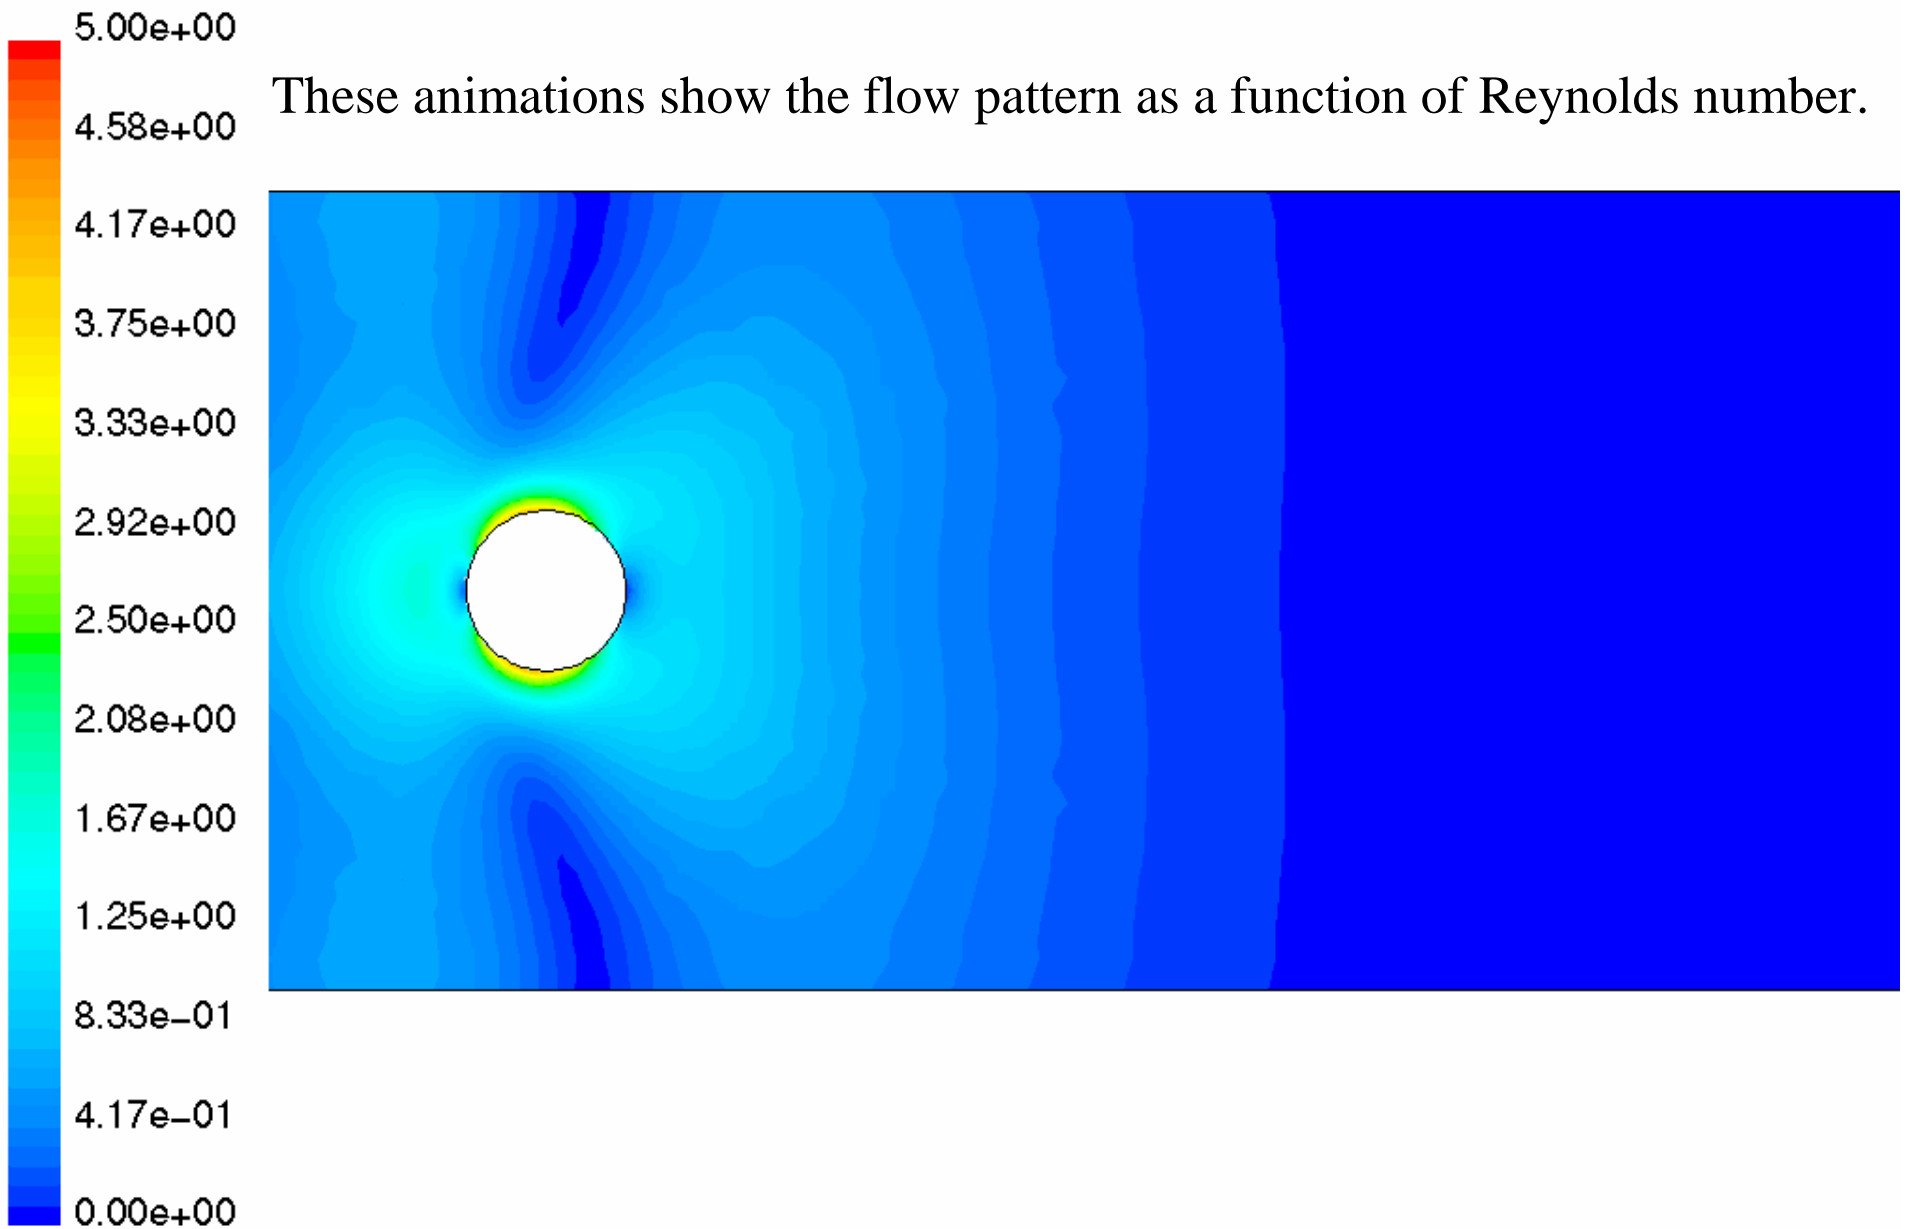 5.00e+00
These animations show the flow pattern as a function of Reynolds number.
4.58e+00
4.17e+00
3.75e+00
3.33e+00
2.92e+00
2.50e+00
2.08e+00
1.67e+00
1.25e+00
8.33e−01
4.17e−01
0.00e+00